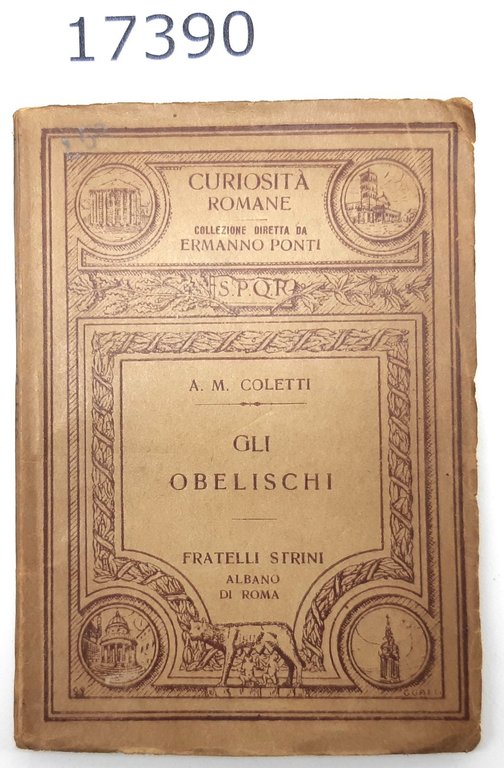 17390
CURIOSITÀ
ROMANE
COLLEZIONE DIRETTA DA
ERMANNO PONTI
S.P.Q.R.
A. M. COLETTI
GLI
OBELISCHI
FRATELLI STRINI
ALBANO
DI ROMA